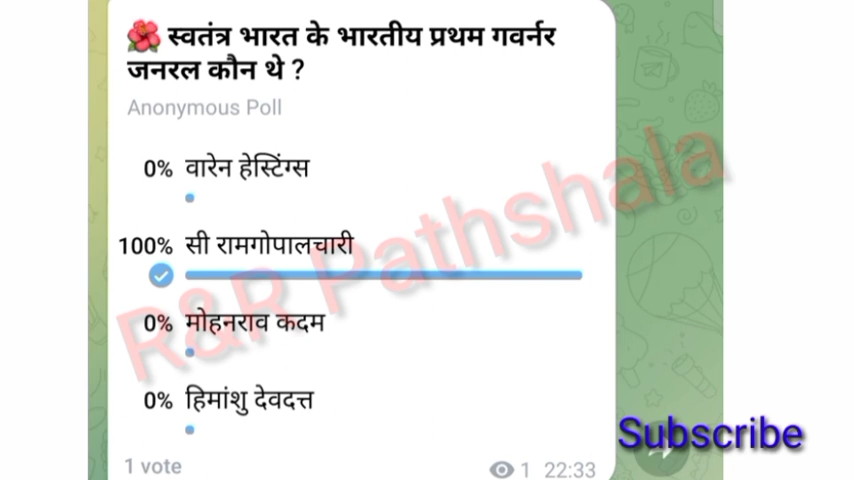 🌺 स्वतंत्र भारत के भारतीय प्रथम गवर्नर
जनरल कौन थे ?
Anonymous Poll
0% वारेन हेस्टिंग्स
100% सी रामगोपालचारी
0% मोहनराव कदम
0% हिमांशु देवदत्त
1 vote
1 22:33
R&R Pathshala
Subscribe